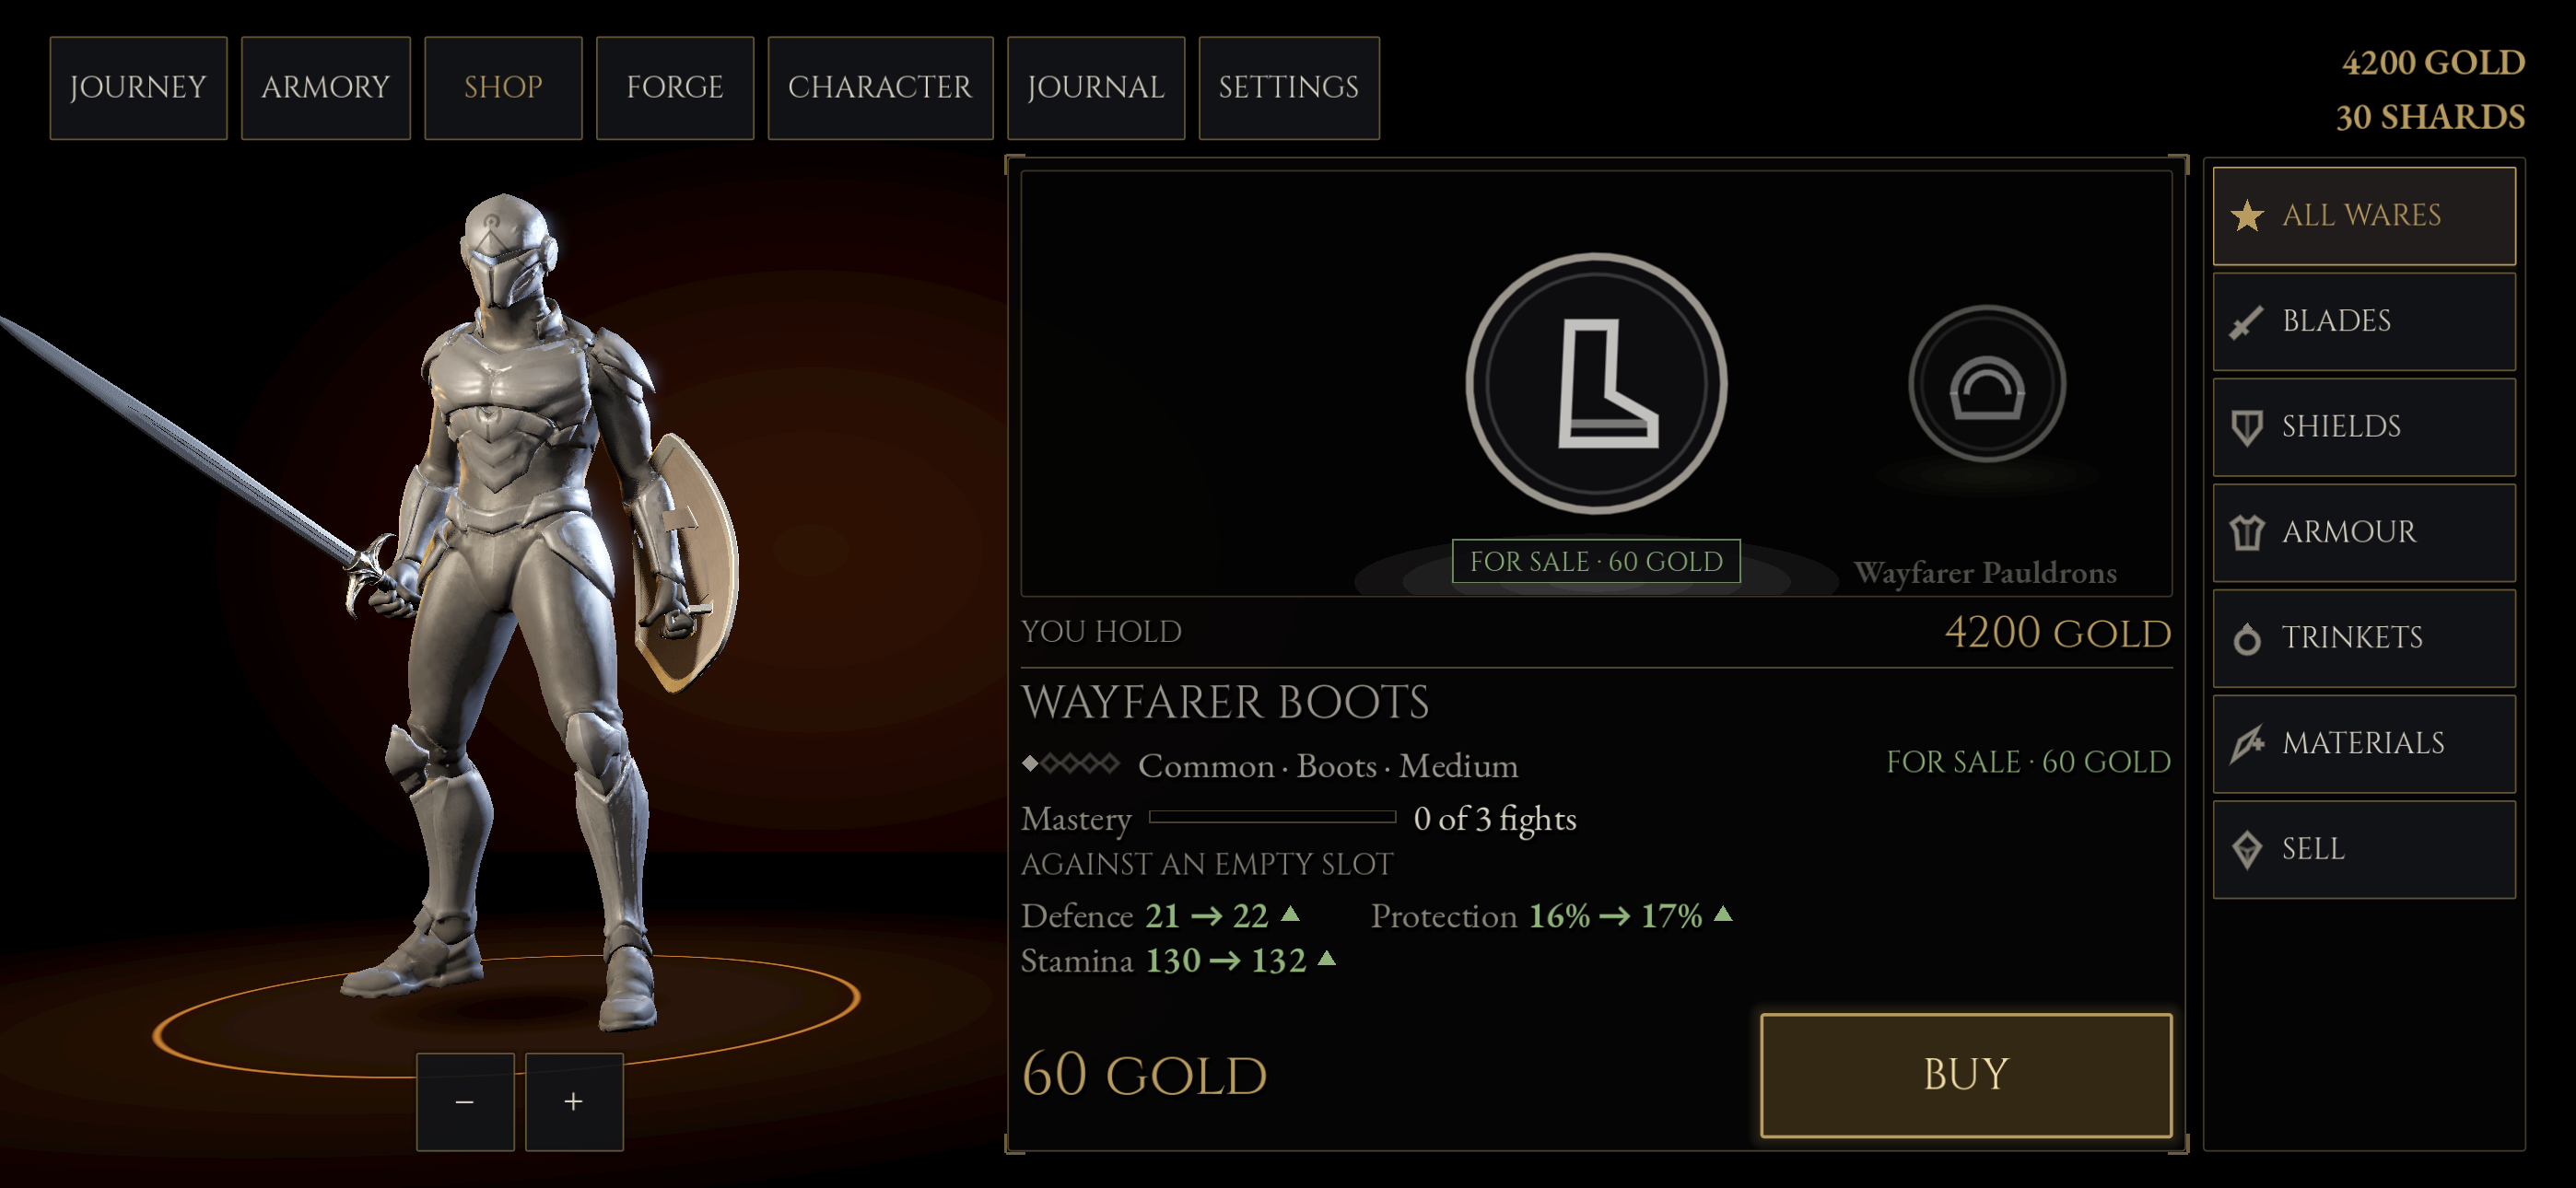 JOURNEY
ARMORY
SHOP
FORGE
CHARACTER
JOURNAL
SETTINGS
4200 GOLD
30 SHARDS
FOR SALE · 60 GOLD
Wayfarer Pauldrons
YOU HOLD
4200 GOLD
WAYFARER BOOTS
Common · Boots · Medium
FOR SALE · 60 GOLD
Mastery 0 of 3 fights
AGAINST AN EMPTY SLOT
Defence 21 → 22 ▲ Protection 16% → 17% ▲
Stamina 130 → 132 ▲
60 GOLD
BUY
ALL WARES
BLADES
SHIELDS
ARMOUR
TRINKETS
MATERIALS
SELL
− +